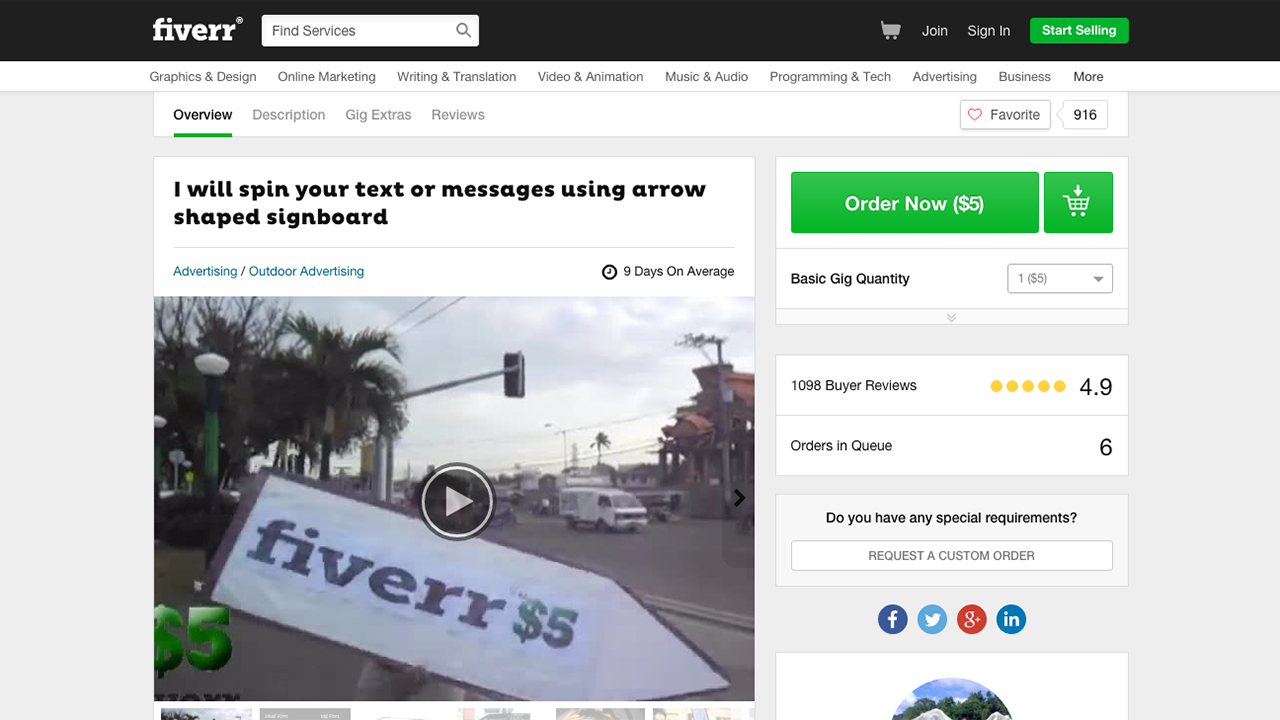 fiverr®
Find Services
Join
Sign In
Start Selling
Graphics & Design
Online Marketing
Writing & Translation
Video & Animation
Music & Audio
Programming & Tech
Advertising
Business
More
Overview
Description
Gig Extras
Reviews
Favorite
916
I will spin your text or messages using arrow
shaped signboard
Advertising / Outdoor Advertising
9 Days On Average
fiverr $5
$5
Order Now ($5)
Basic Gig Quantity
1 ($5)
1098 Buyer Reviews
4.9
Orders in Queue
6
Do you have any special requirements?
REQUEST A CUSTOM ORDER
f
g+
in